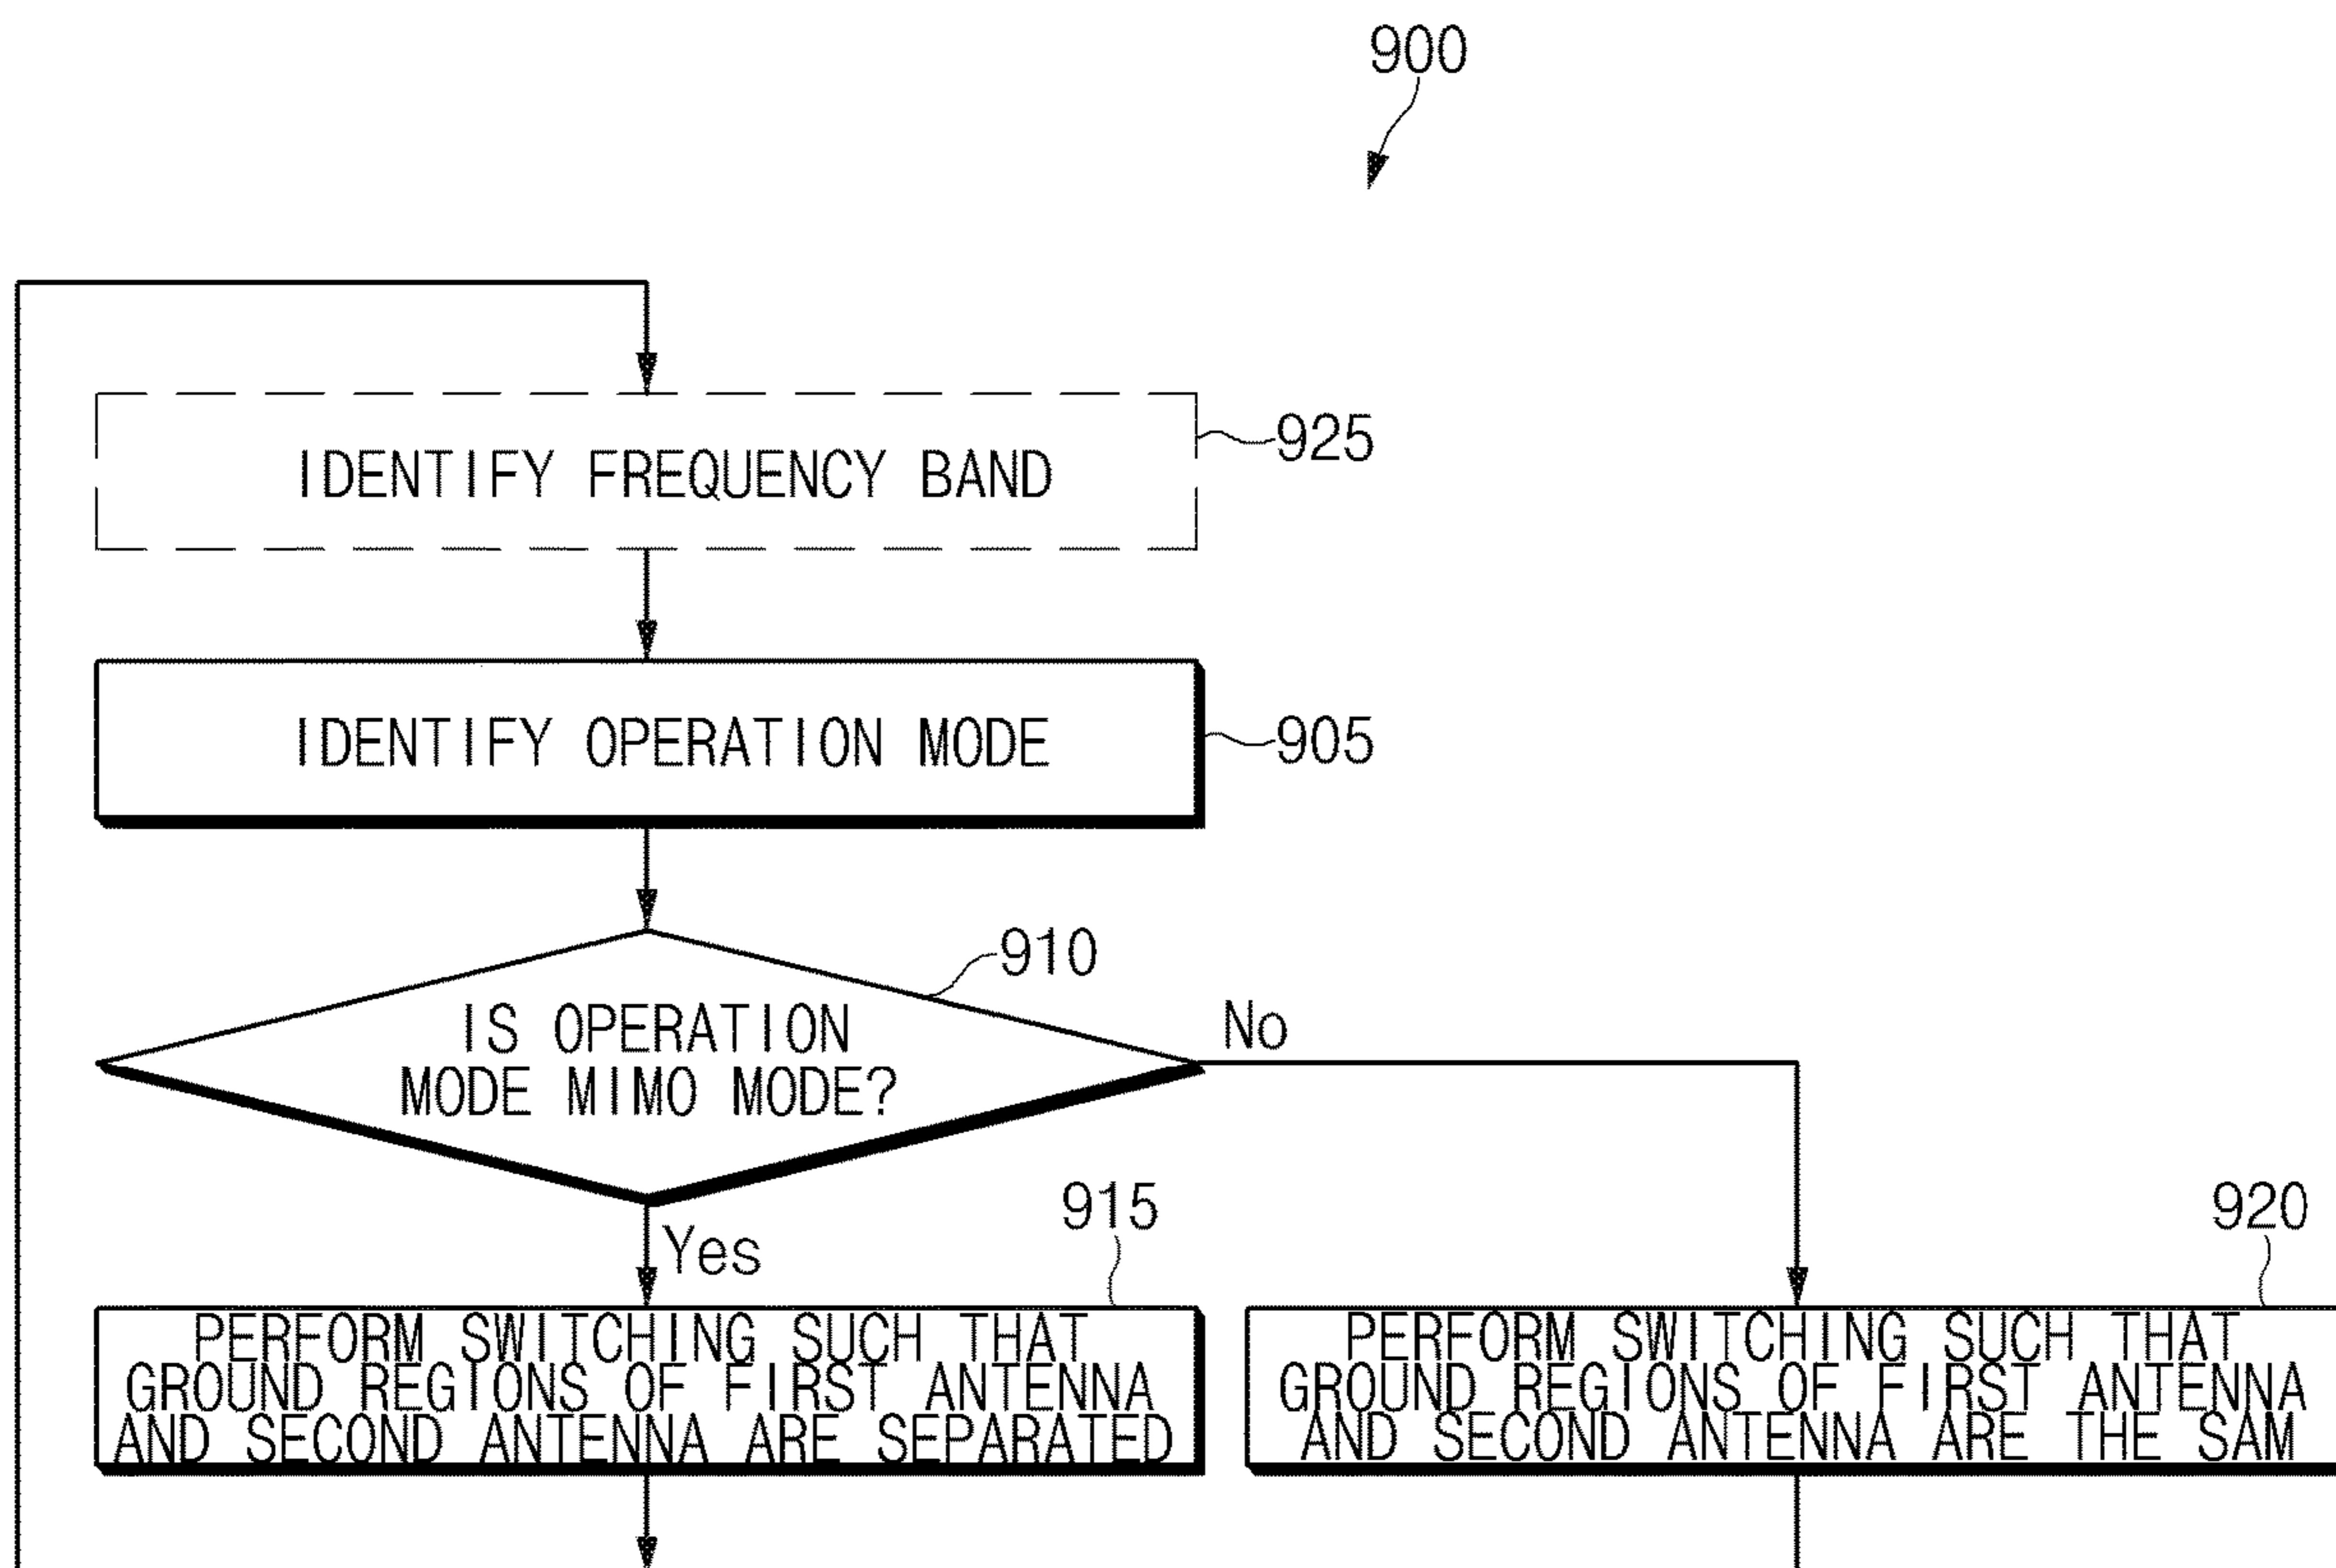 900
IDENTIFY FREQUENCY BAND
925
IDENTIFY OPERATION MODE
905
910
IS OPERATION
MODE MIMO MODE?
No
Yes
915
PERFORM SWITCHING SUCH THAT
GROUND REGIONS OF FIRST ANTENNA
AND SECOND ANTENNA ARE SEPARATED
920
PERFORM SWITCHING SUCH THAT
GROUND REGIONS OF FIRST ANTENNA
AND SECOND ANTENNA ARE THE SAM